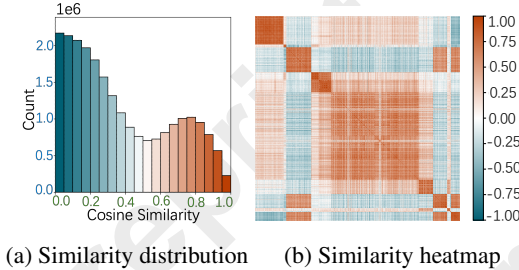 1e6
2.0
1.5
1.0
0.5
0.0
Count
0.0 0.2 0.4 0.6 0.8 1.0
Cosine Similarity
1.00
0.75
0.50
0.25
0.00
-0.25
-0.50
-0.75
-1.00
(a) Similarity distribution
(b) Similarity heatmap